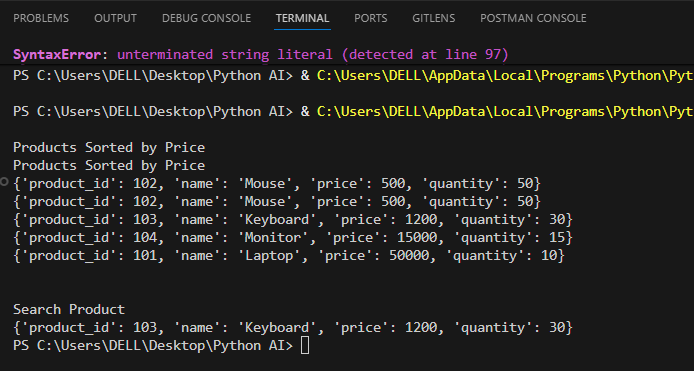 PROBLEMS OUTPUT DEBUG CONSOLE TERMINAL PORTS GITLENS POSTMAN CONSOLE
SyntaxError: unterminated string literal (detected at line 97)
PS C:\Users\DELL\Desktop\Python AI> & C:\Users\DELL\AppData\Local\Programs\Python\Pyt
PS C:\Users\DELL\Desktop\Python AI> & C:\Users\DELL\AppData\Local\Programs\Python\Pyt
Products Sorted by Price
Products Sorted by Price
{'product_id': 102, 'name': 'Mouse', 'price': 500, 'quantity': 50}
{'product_id': 102, 'name': 'Mouse', 'price': 500, 'quantity': 50}
{'product_id': 103, 'name': 'Keyboard', 'price': 1200, 'quantity': 30}
{'product_id': 104, 'name': 'Monitor', 'price': 15000, 'quantity': 15}
{'product_id': 101, 'name': 'Laptop', 'price': 50000, 'quantity': 10}
Search Product
{'product_id': 103, 'name': 'Keyboard', 'price': 1200, 'quantity': 30}
PS C:\Users\DELL\Desktop\Python AI>